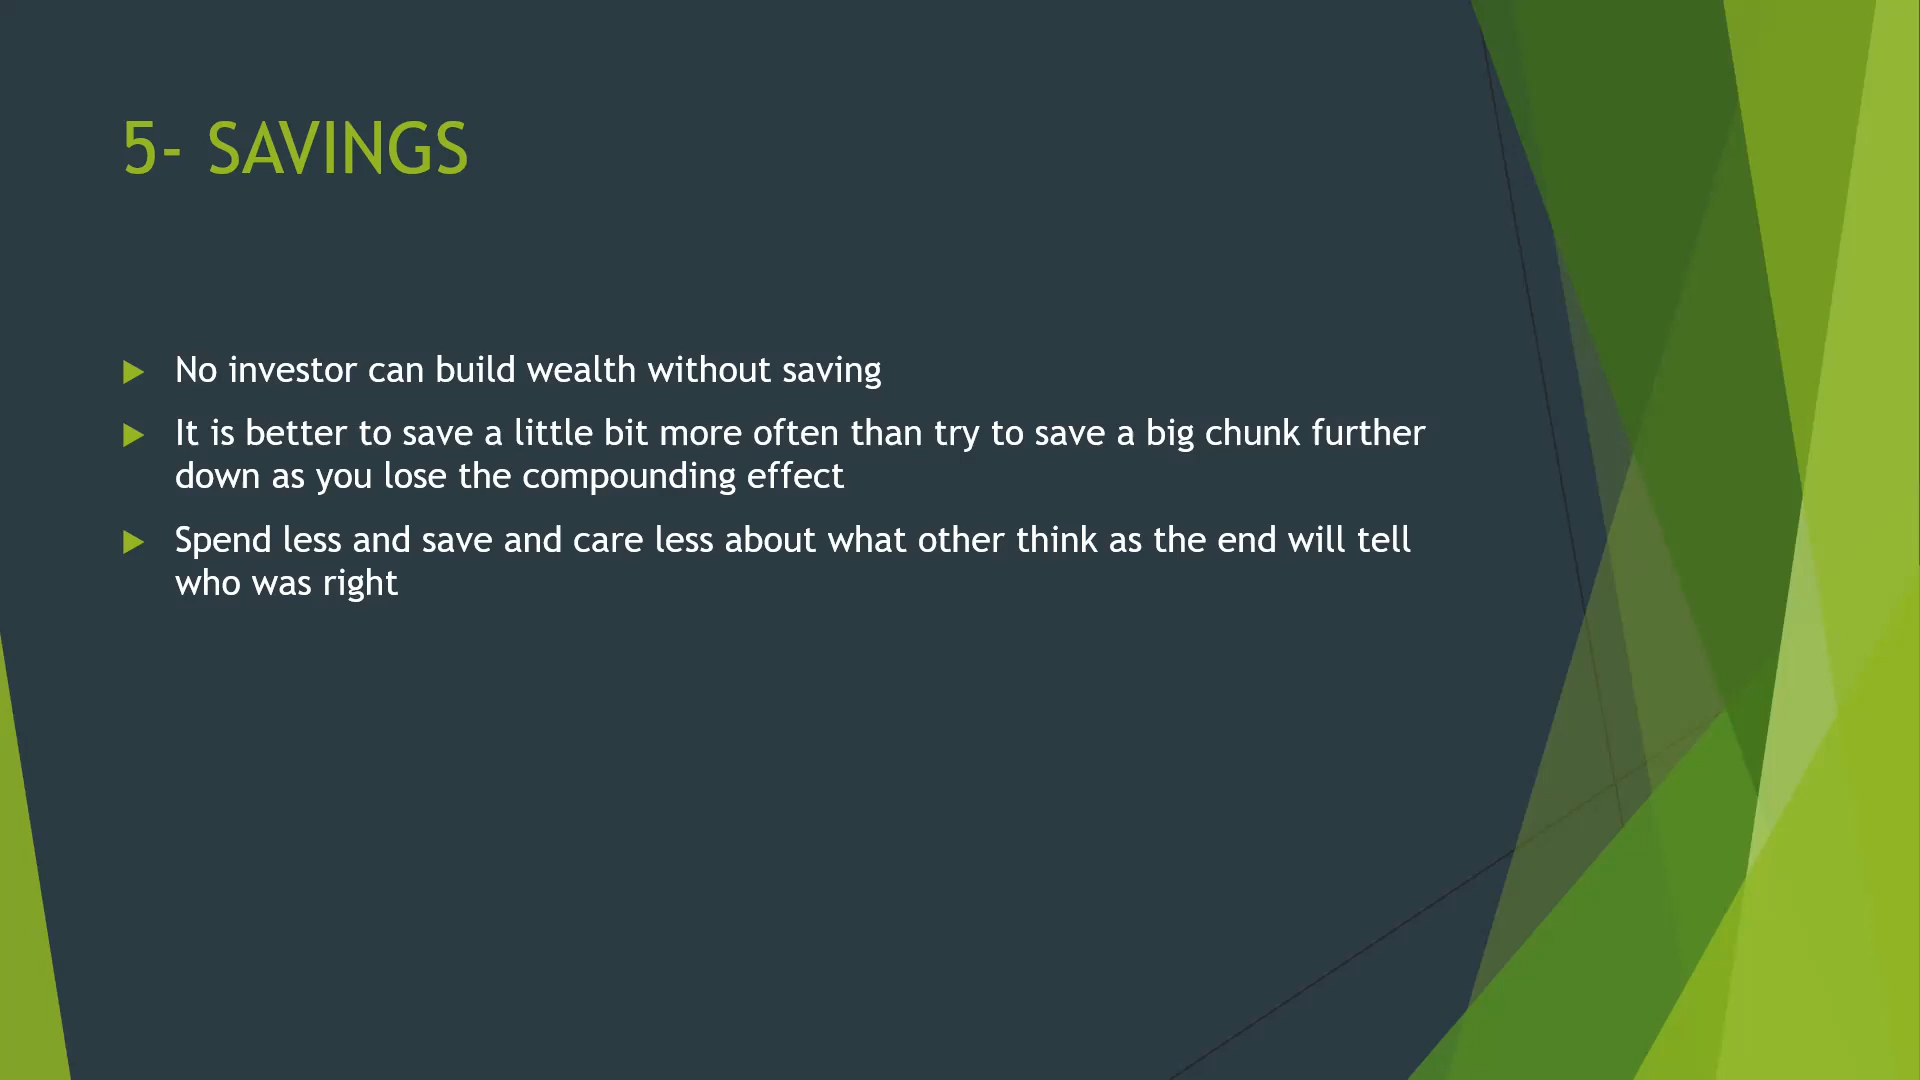 5- SAVINGS
No investor can build wealth without saving
It is better to save a little bit more often than try to save a big chunk further
down as you lose the compounding effect
Spend less and save and care less about what other think as the end will tell
who was right